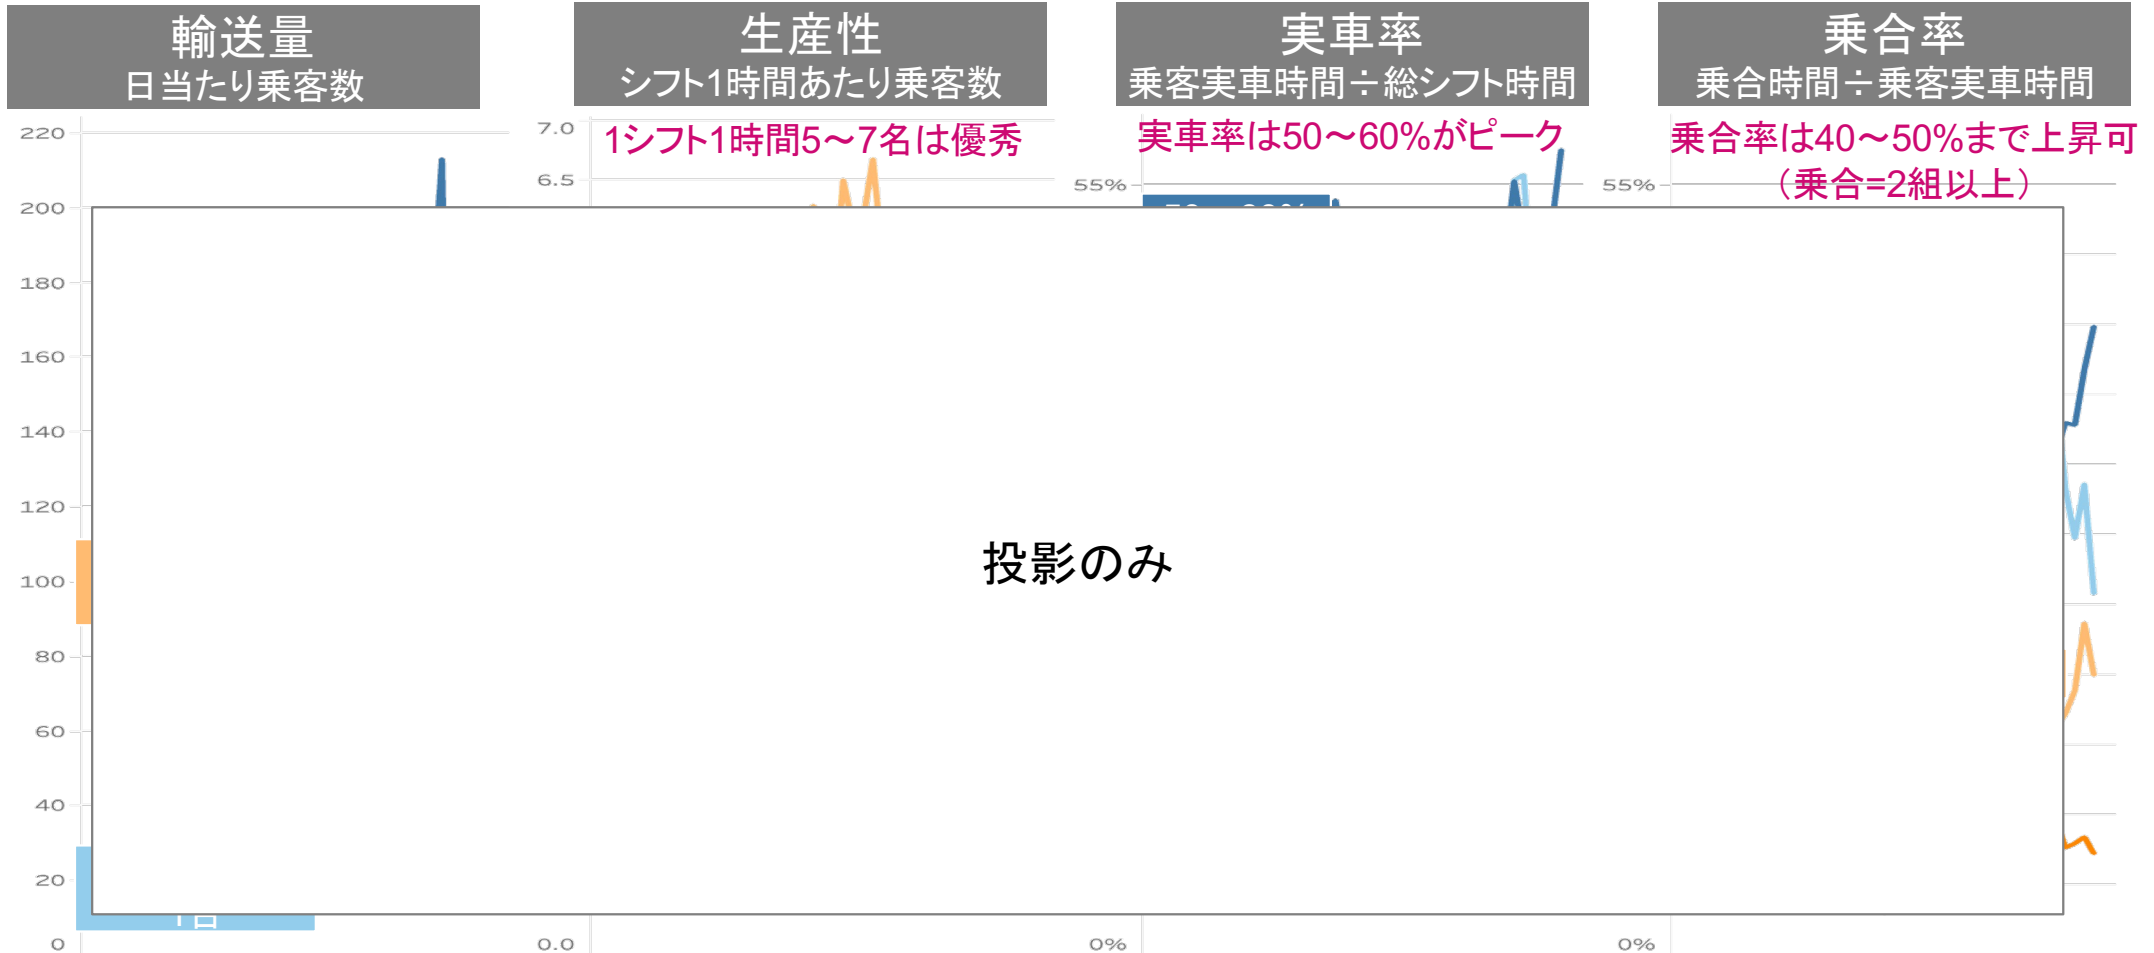 輸送量
日当たり乗客数
生産性
シフト1時間あたり乗客数
実車率
乗客実車時間÷総シフト時間
乗合率
乗合時間÷乗客実車時間
1シフト1時間5～7名は優秀
実車率は50～60%がピーク
乗合率は40～50%まで上昇可
（乗合=2組以上）
220
200
180
160
140
120
100
80
60
40
20
0
7.0
6.5
0.0
55%
0%
55%
0%
投影のみ